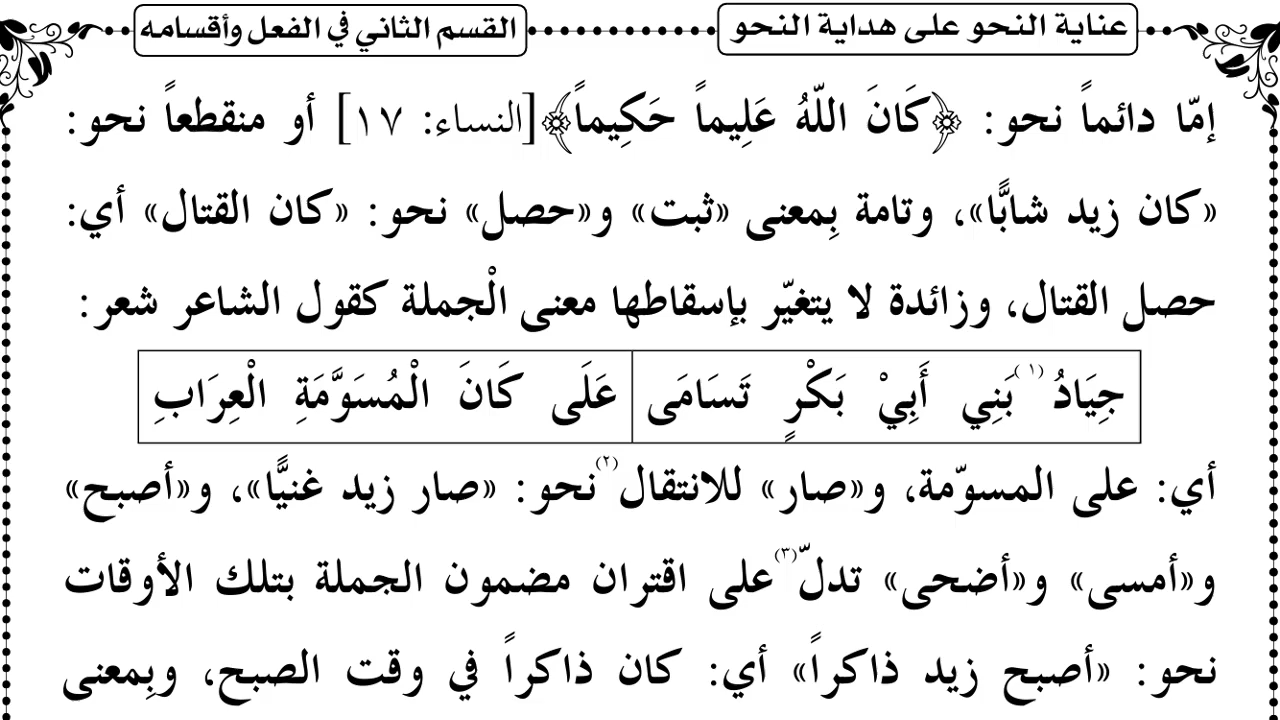 عناية النحو على هداية النحو
القسم الثاني في الفعل وأقسامه
إمّا دائماً نحو: ﴿كَانَ اللّهُ عَلِيماً حَكِيماً﴾[النساء: ١٧] أو منقطعاً نحو:
«كان زيد شابًّا»، وتامة بِمعنى «ثبت» و«حصل» نحو: «كان القتال» أي:
حصل القتال، وزائدة لا يتغيّر بإسقاطها معنى الْجملة كقول الشاعر شعر:
جِيَادُ(١) بَنِي أَبِيْ بَكْرٍ تَسَامَى عَلَى كَانَ الْمُسَوَّمَةِ الْعِرَابِ
أي: على المسوّمة، و«صار» للانتقال(٢) نحو: «صار زيد غنيًّا»، و«أصبح»
و«أمسى» و«أضحى» تدلّ(٣) على اقتران مضمون الجملة بتلك الأوقات
نحو: «أصبح زيد ذاكراً» أي: كان ذاكراً في وقت الصبح، وبِمعنى